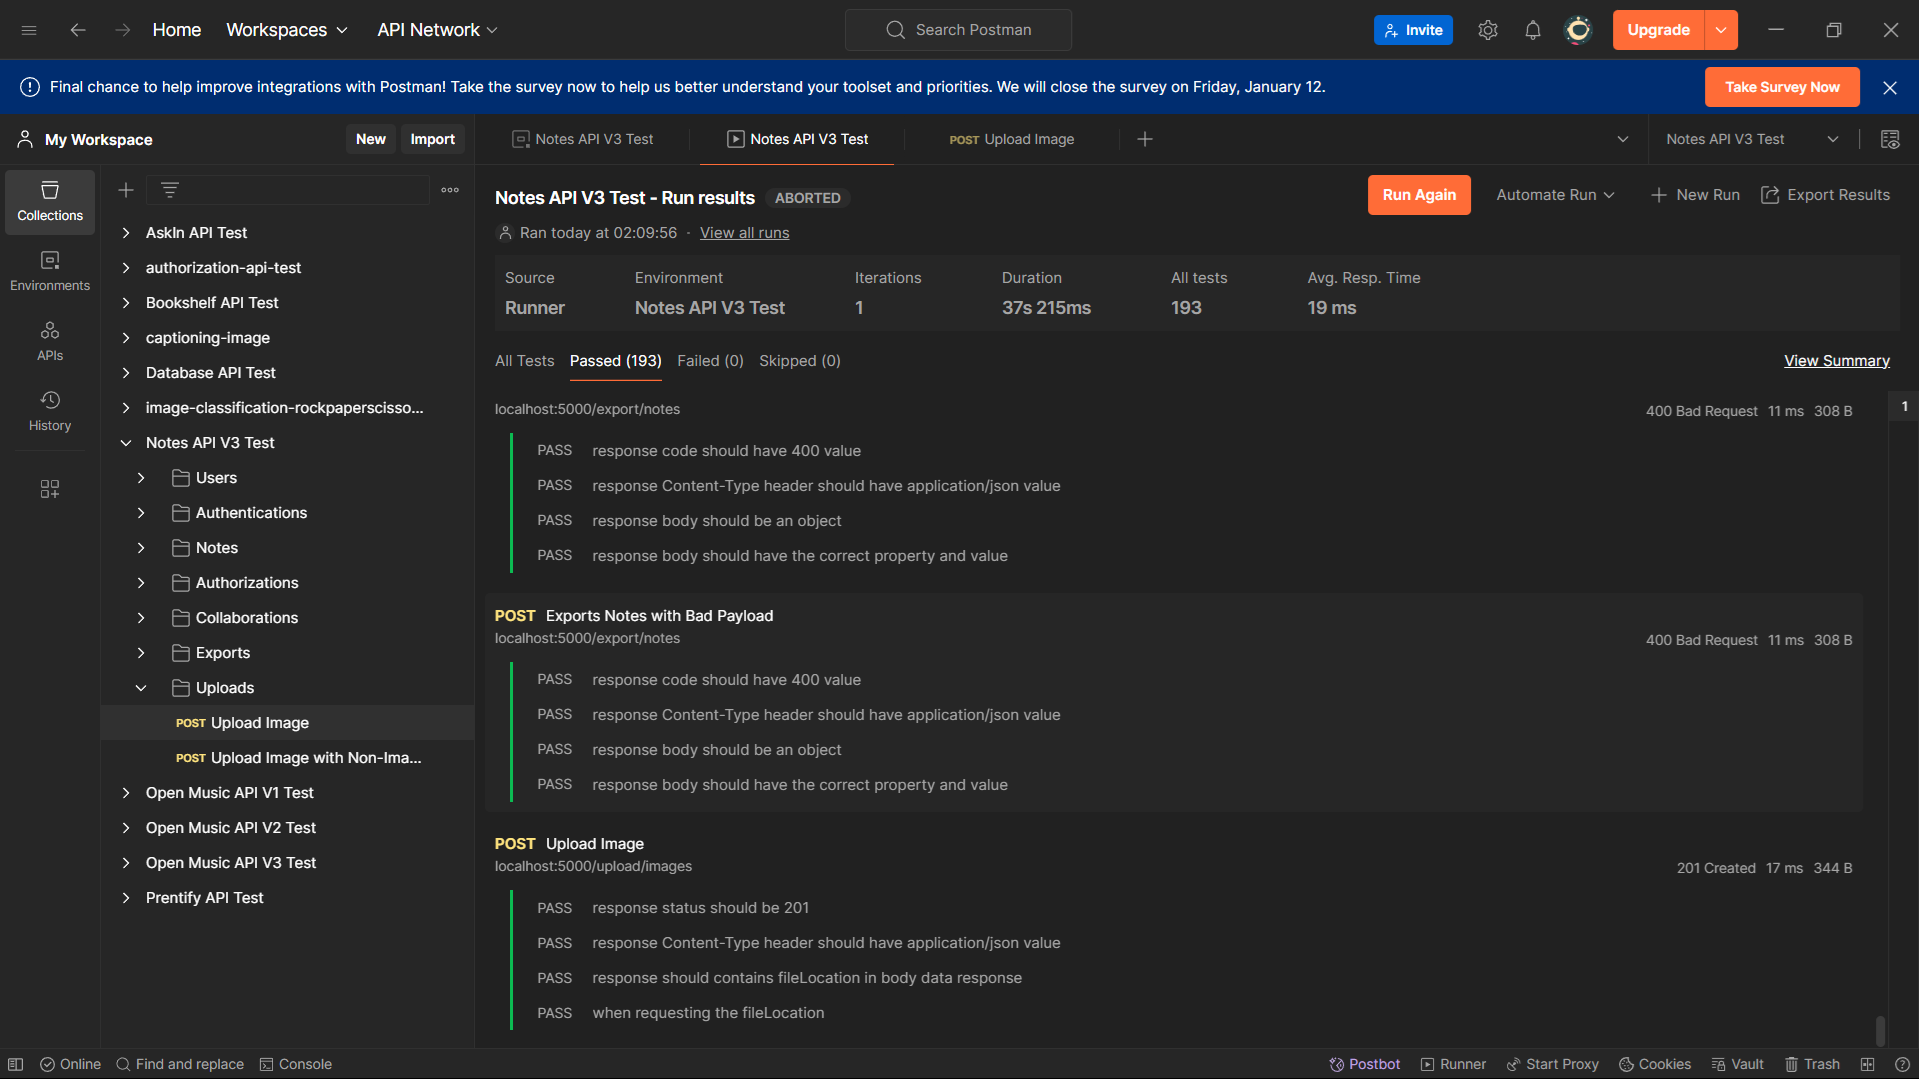 Home Workspaces API Network Search Postman Invite Upgrade
Final chance to help improve integrations with Postman! Take the survey now to help us better understand your toolset and priorities. We will close the survey on Friday, January 12. Take Survey Now
My Workspace New Import
Notes API V3 Test Notes API V3 Test POST Upload Image Notes API V3 Test
Collections
Environments
APIs
History
AskIn API Test
authorization-api-test
Bookshelf API Test
captioning-image
Database API Test
image-classification-rockpaperscisso...
Notes API V3 Test
Users
Authentications
Notes
Authorizations
Collaborations
Exports
Uploads
POST Upload Image
POST Upload Image with Non-Ima...
Open Music API V1 Test
Open Music API V2 Test
Open Music API V3 Test
Prentify API Test
Notes API V3 Test - Run results ABORTED Run Again Automate Run New Run Export Results
Ran today at 02:09:56 · View all runs
Source Environment Iterations Duration All tests Avg. Resp. Time
Runner Notes API V3 Test 1 37s 215ms 193 19 ms
All Tests Passed (193) Failed (0) Skipped (0) View Summary
localhost:5000/export/notes 400 Bad Request 11 ms 308 B 1
PASS response code should have 400 value
PASS response Content-Type header should have application/json value
PASS response body should be an object
PASS response body should have the correct property and value
POST Exports Notes with Bad Payload
localhost:5000/export/notes 400 Bad Request 11 ms 308 B
PASS response code should have 400 value
PASS response Content-Type header should have application/json value
PASS response body should be an object
PASS response body should have the correct property and value
POST Upload Image
localhost:5000/upload/images 201 Created 17 ms 344 B
PASS response status should be 201
PASS response Content-Type header should have application/json value
PASS response should contains fileLocation in body data response
PASS when requesting the fileLocation
Online Find and replace Console Postbot Runner Start Proxy Cookies Vault Trash